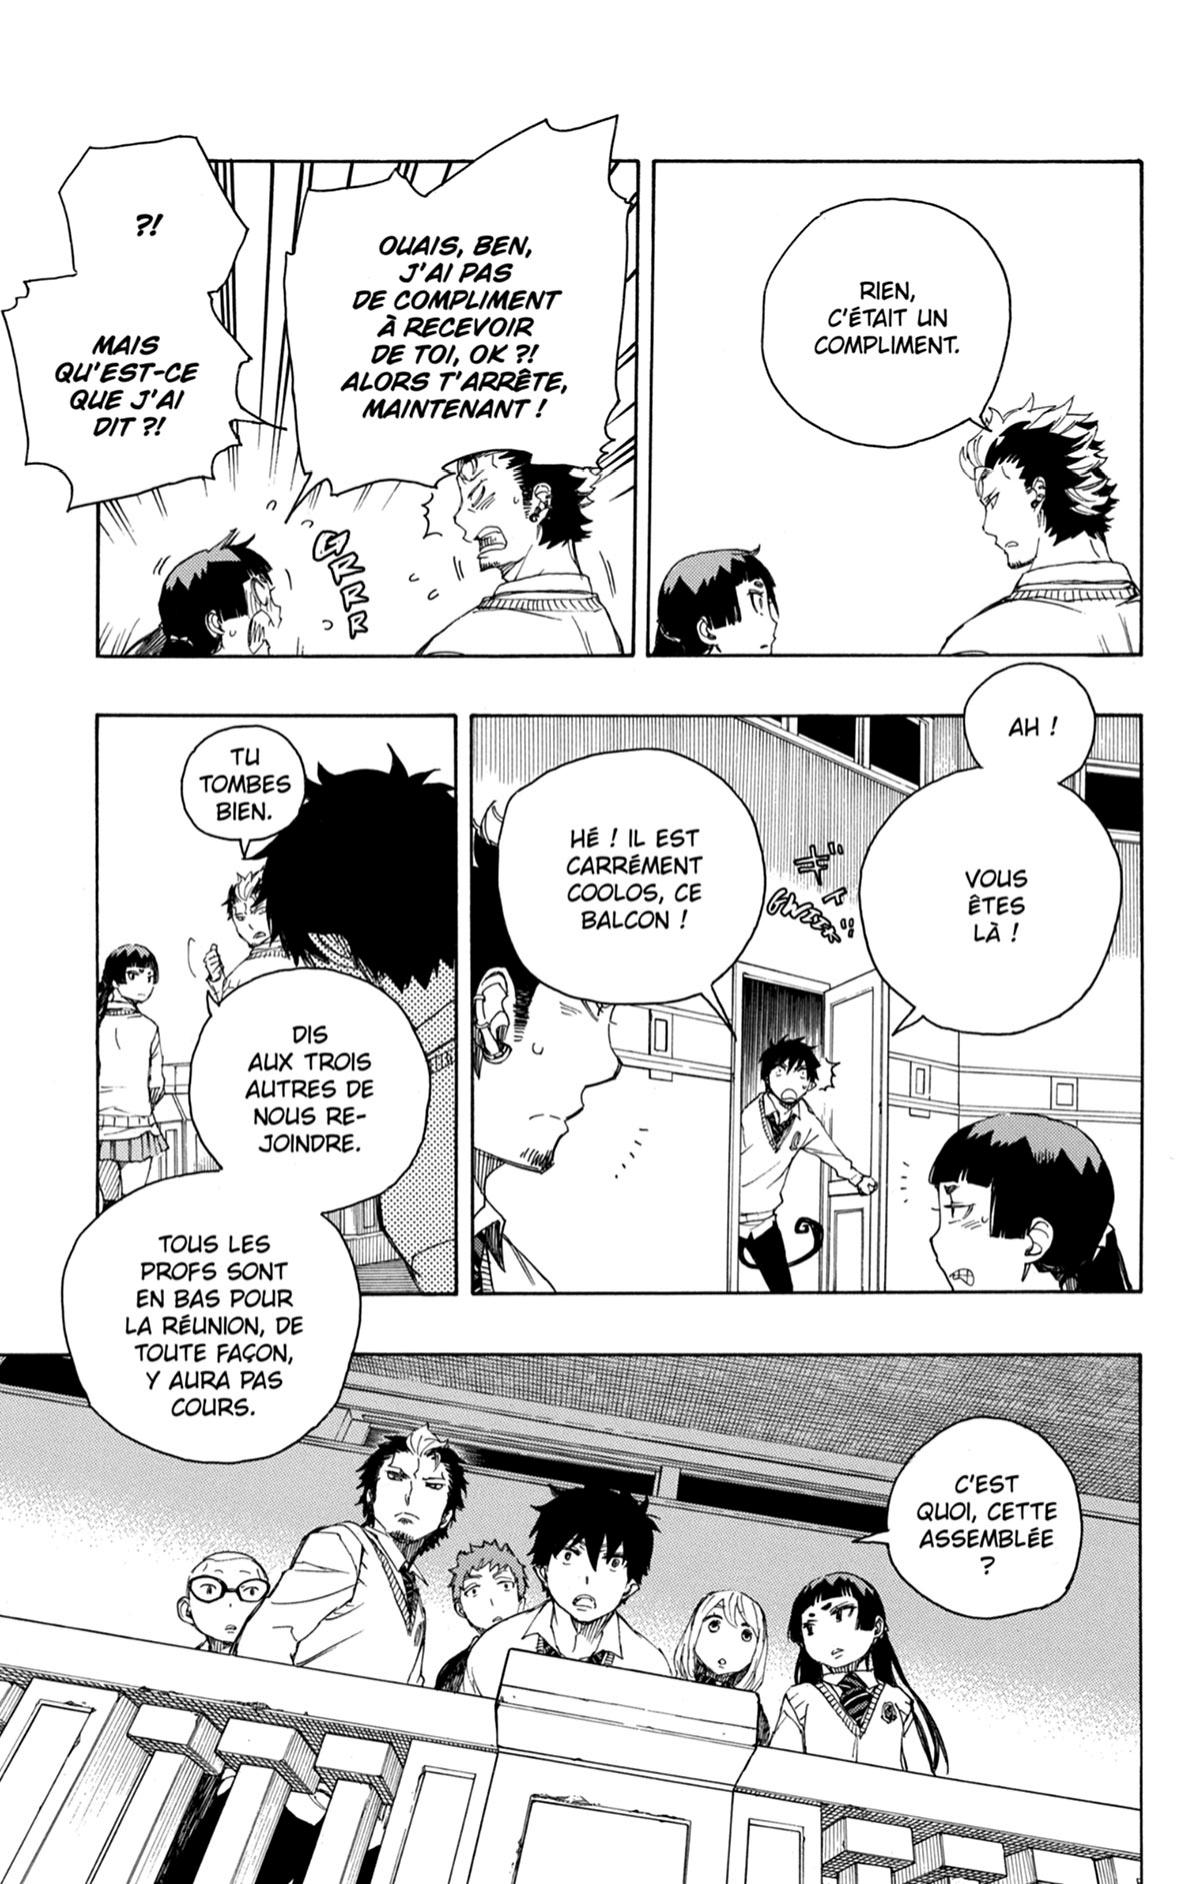 RIEN,
C'ÉTAIT UN
COMPLIMENT.
OUAIS, BEN,
J'AI PAS
DE COMPLIMENT
À RECEVOIR
DE TOI, OK ?!
ALORS T'ARRÊTE,
MAINTENANT !
GRRRR
?!
MAIS
QU'EST-CE
QUE J'AI
DIT ?!
AH !
VOUS
ÊTES
LÀ !
ギィ
HÉ ! IL EST
CARRÉMENT
COOLOS, CE
BALCON !
TU
TOMBES
BIEN.
DIS
AUX TROIS
AUTRES DE
NOUS RE-
JOINDRE.
TOUS LES
PROFS SONT
EN BAS POUR
LA RÉUNION, DE
TOUTE FAÇON,
Y AURA PAS
COURS.
C'EST
QUOI, CETTE
ASSEMBLÉE
?